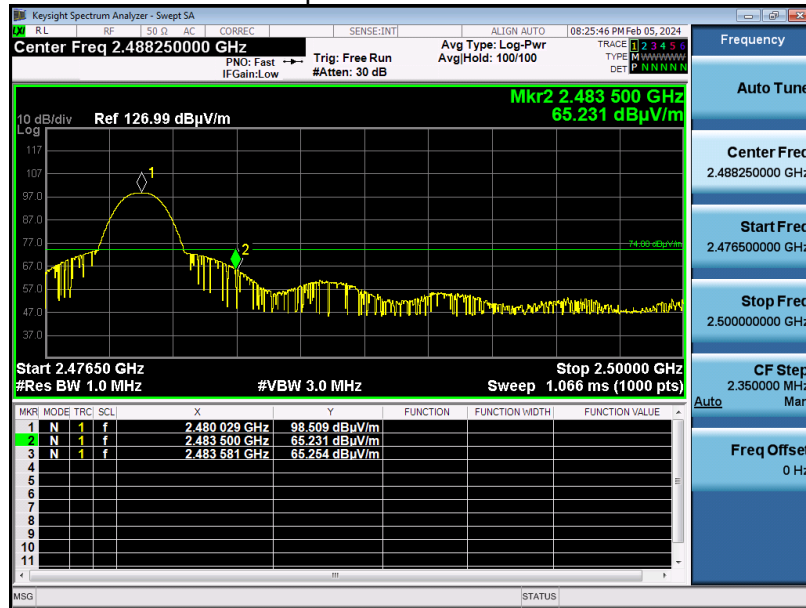 Keysight Spectrum Analyzer - Swept SA
LXI RL RF 50 Ω AC CORREC SENSE:INT ALIGN AUTO 08:25:46 PM Feb 05, 2024
Center Freq 2.488250000 GHz
PNO: Fast
IFGain:Low
Trig: Free Run
#Atten: 30 dB
Avg Type: Log-Pwr
Avg|Hold: 100/100
TRACE 1 2 3 4 5 6
TYPE M W W W W W
DET P N N N N N
Mkr2 2.483 500 GHz
65.231 dBµV/m
10 dB/div Ref 126.99 dBµV/m
Log
117
107
97.0
87.0
77.0
67.0
57.0
47.0
37.0
1
2
74.00 dBµV/m
Start 2.47650 GHz Stop 2.50000 GHz
#Res BW 1.0 MHz #VBW 3.0 MHz Sweep 1.066 ms (1000 pts)
MKR MODE TRC SCL X Y FUNCTION FUNCTION WIDTH FUNCTION VALUE
1 N 1 f 2.480 029 GHz 98.509 dBµV/m
2 N 1 f 2.483 500 GHz 65.231 dBµV/m
3 N 1 f 2.483 581 GHz 65.254 dBµV/m
4
5
6
7
8
9
10
11
MSG STATUS
Frequency
Auto Tune
Center Freq
2.488250000 GHz
Start Freq
2.476500000 GHz
Stop Freq
2.500000000 GHz
CF Step
2.350000 MHz
Auto Man
Freq Offset
0 Hz